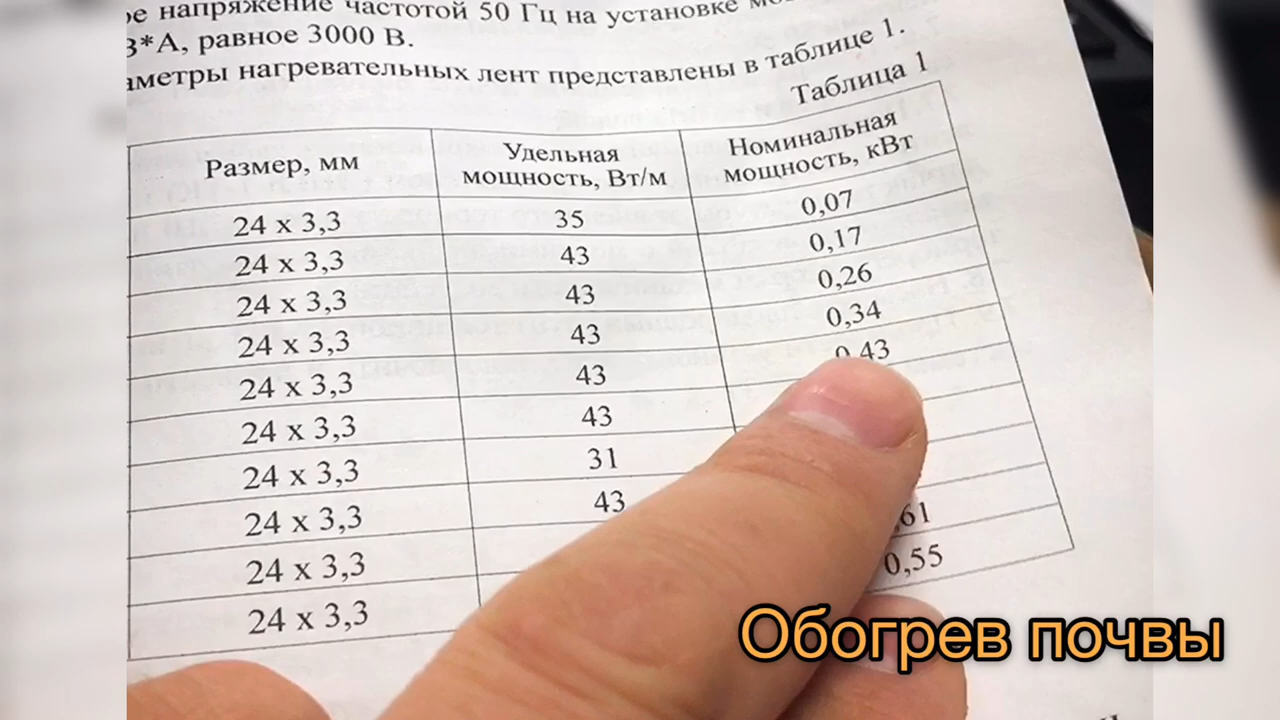 напряжение частотой 50 Гц на установке
В*А, равное 3000 В.
аметры нагревательных лент представлены в таблице 1.
Таблица 1
Размер, мм Удельная мощность, Вт/м Номинальная мощность, кВт
24 х 3,3 35 0,07
24 х 3,3 43 0,17
24 х 3,3 43 0,26
24 х 3,3 43 0,34
24 х 3,3 43 0,43
24 х 3,3 43
24 х 3,3 31
24 х 3,3 43
24 х 3,3 ,61
24 х 3,3 0,55
Обогрев почвы